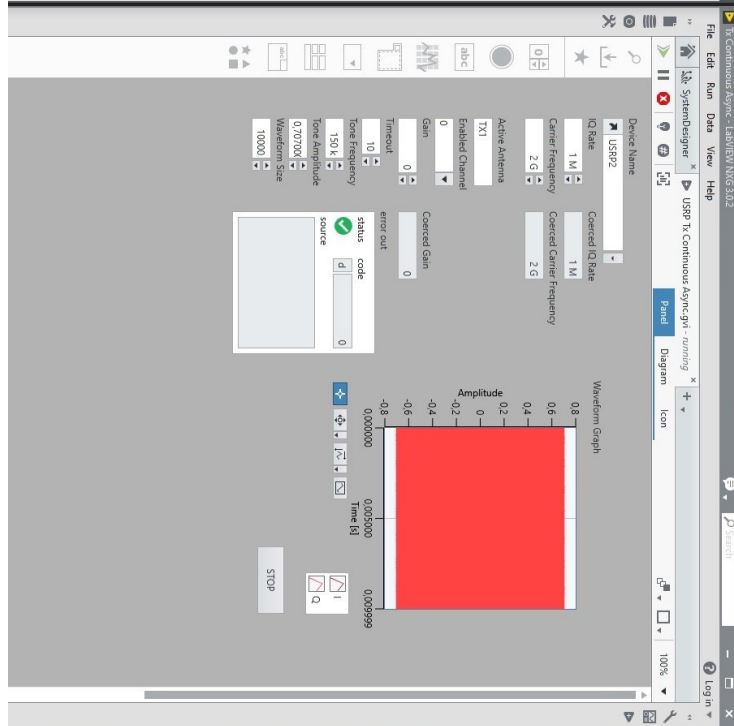 Tx Continuous Async - LabVIEW NXG 3.0.2
Search
File Edit Run Data View Help
Log in
SystemDesigner
USRP Tx Continuous Async.gvi - running
Panel Diagram Icon
100%
Device Name
USRP2
IQ Rate
1 M
Coerced IQ Rate
1 M
Carrier Frequency
2 G
Coerced Carrier Frequency
2 G
Active Antenna
TX1
Enabled Channel
0
Gain
0
Coerced Gain
0
Timeout
10
Tone Frequency
150 k
Tone Amplitude
0,70700
Waveform Size
10000
error out
status code
d 0
source
Waveform Graph
Amplitude
0,8
0,6
0,4
0,2
0
-0,2
-0,4
-0,6
-0,8
0,000000 0,005000 0,009999
Time [s]
I
Q
STOP
abc
abc
0